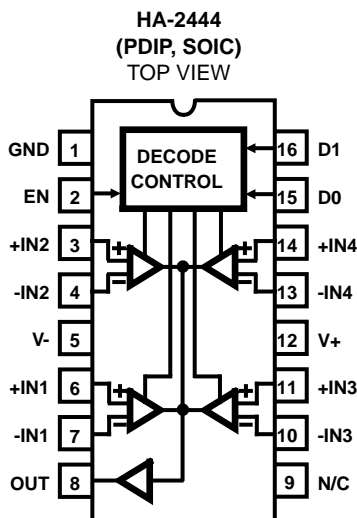 HA-2444
(PDIP, SOIC)
TOP VIEW
DECODE
CONTROL
GND 1 16 D1
EN 2 15 D0
+IN2 3 + + 14 +IN4
-IN2 4 − − 13 -IN4
V- 5 12 V+
+IN1 6 + + 11 +IN3
-IN1 7 − − 10 -IN3
OUT 8 9 N/C